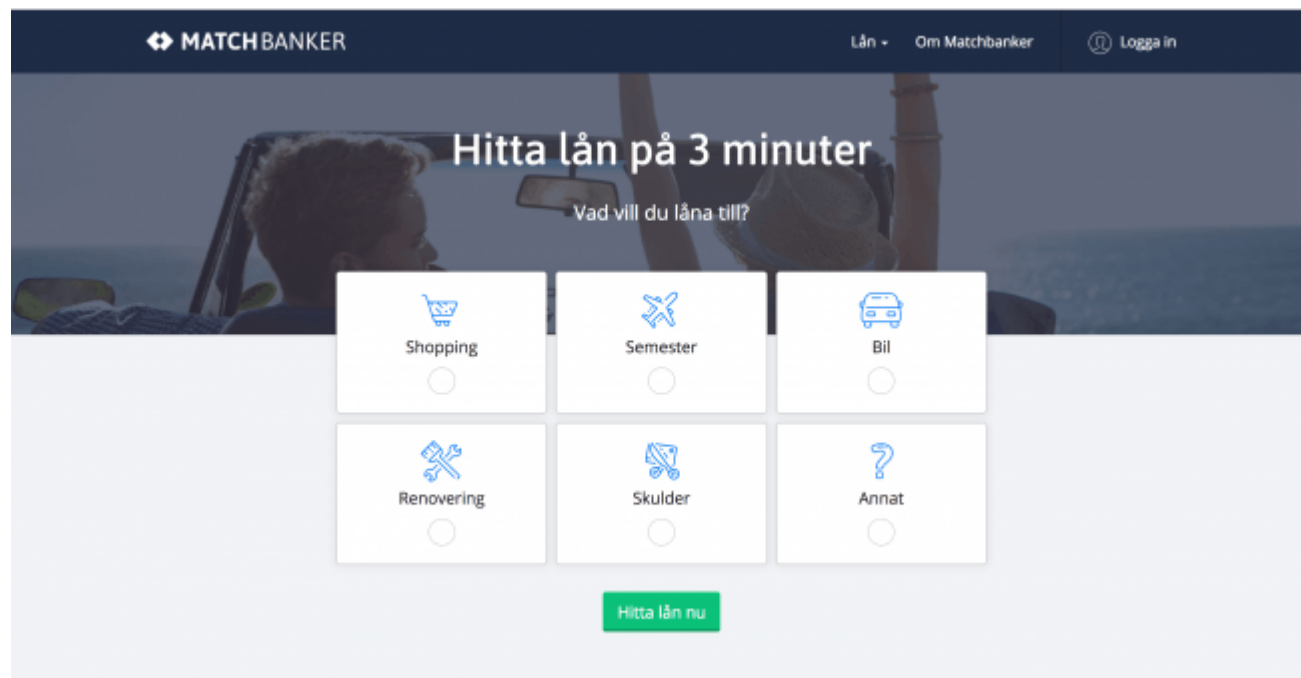 MATCHBANKER
Lån
Om Matchbanker
Logga in
Hitta lån på 3 minuter
Vad vill du låna till?
Shopping
Semester
Bil
Renovering
Skulder
Annat
Hitta lån nu